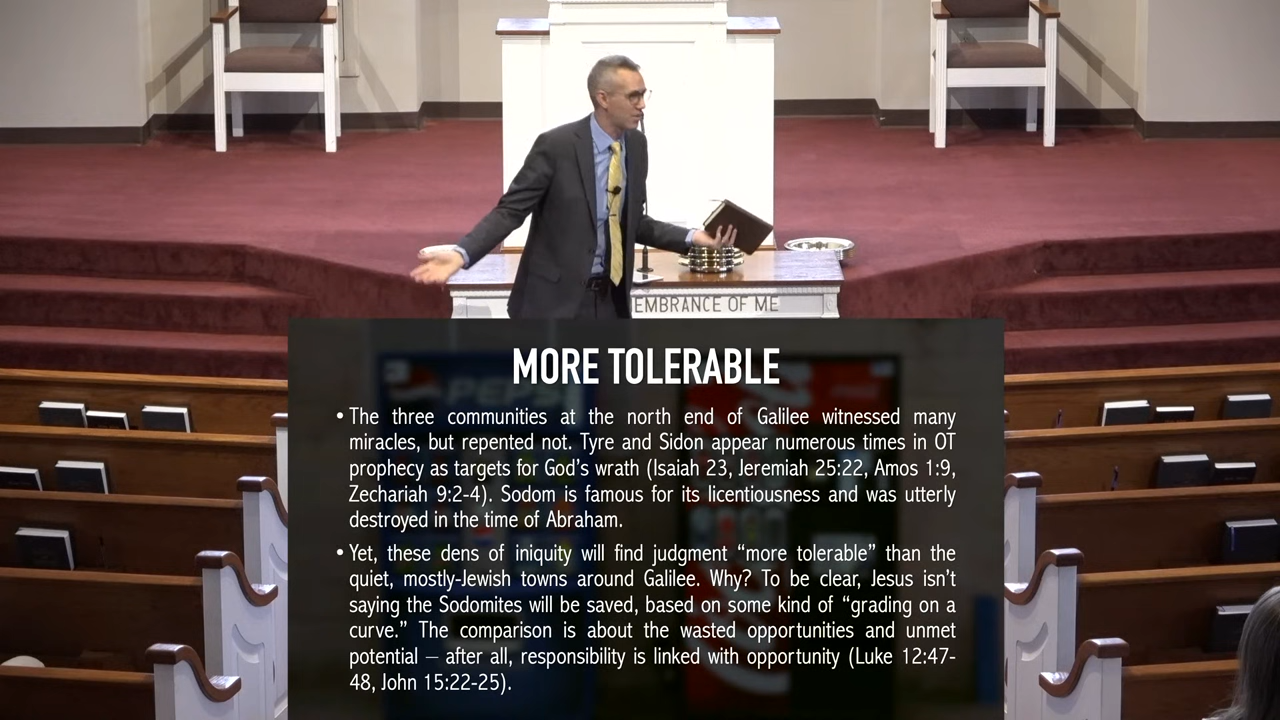 EMBRANCE OF ME
MORE TOLERABLE
• The three communities at the north end of Galilee witnessed many
miracles, but repented not. Tyre and Sidon appear numerous times in OT
prophecy as targets for God's wrath (Isaiah 23, Jeremiah 25:22, Amos 1:9,
Zechariah 9:2-4). Sodom is famous for its licentiousness and was utterly
destroyed in the time of Abraham.
• Yet, these dens of iniquity will find judgment “more tolerable” than the
quiet, mostly-Jewish towns around Galilee. Why? To be clear, Jesus isn't
saying the Sodomites will be saved, based on some kind of “grading on a
curve.” The comparison is about the wasted opportunities and unmet
potential – after all, responsibility is linked with opportunity (Luke 12:47-
48, John 15:22-25).